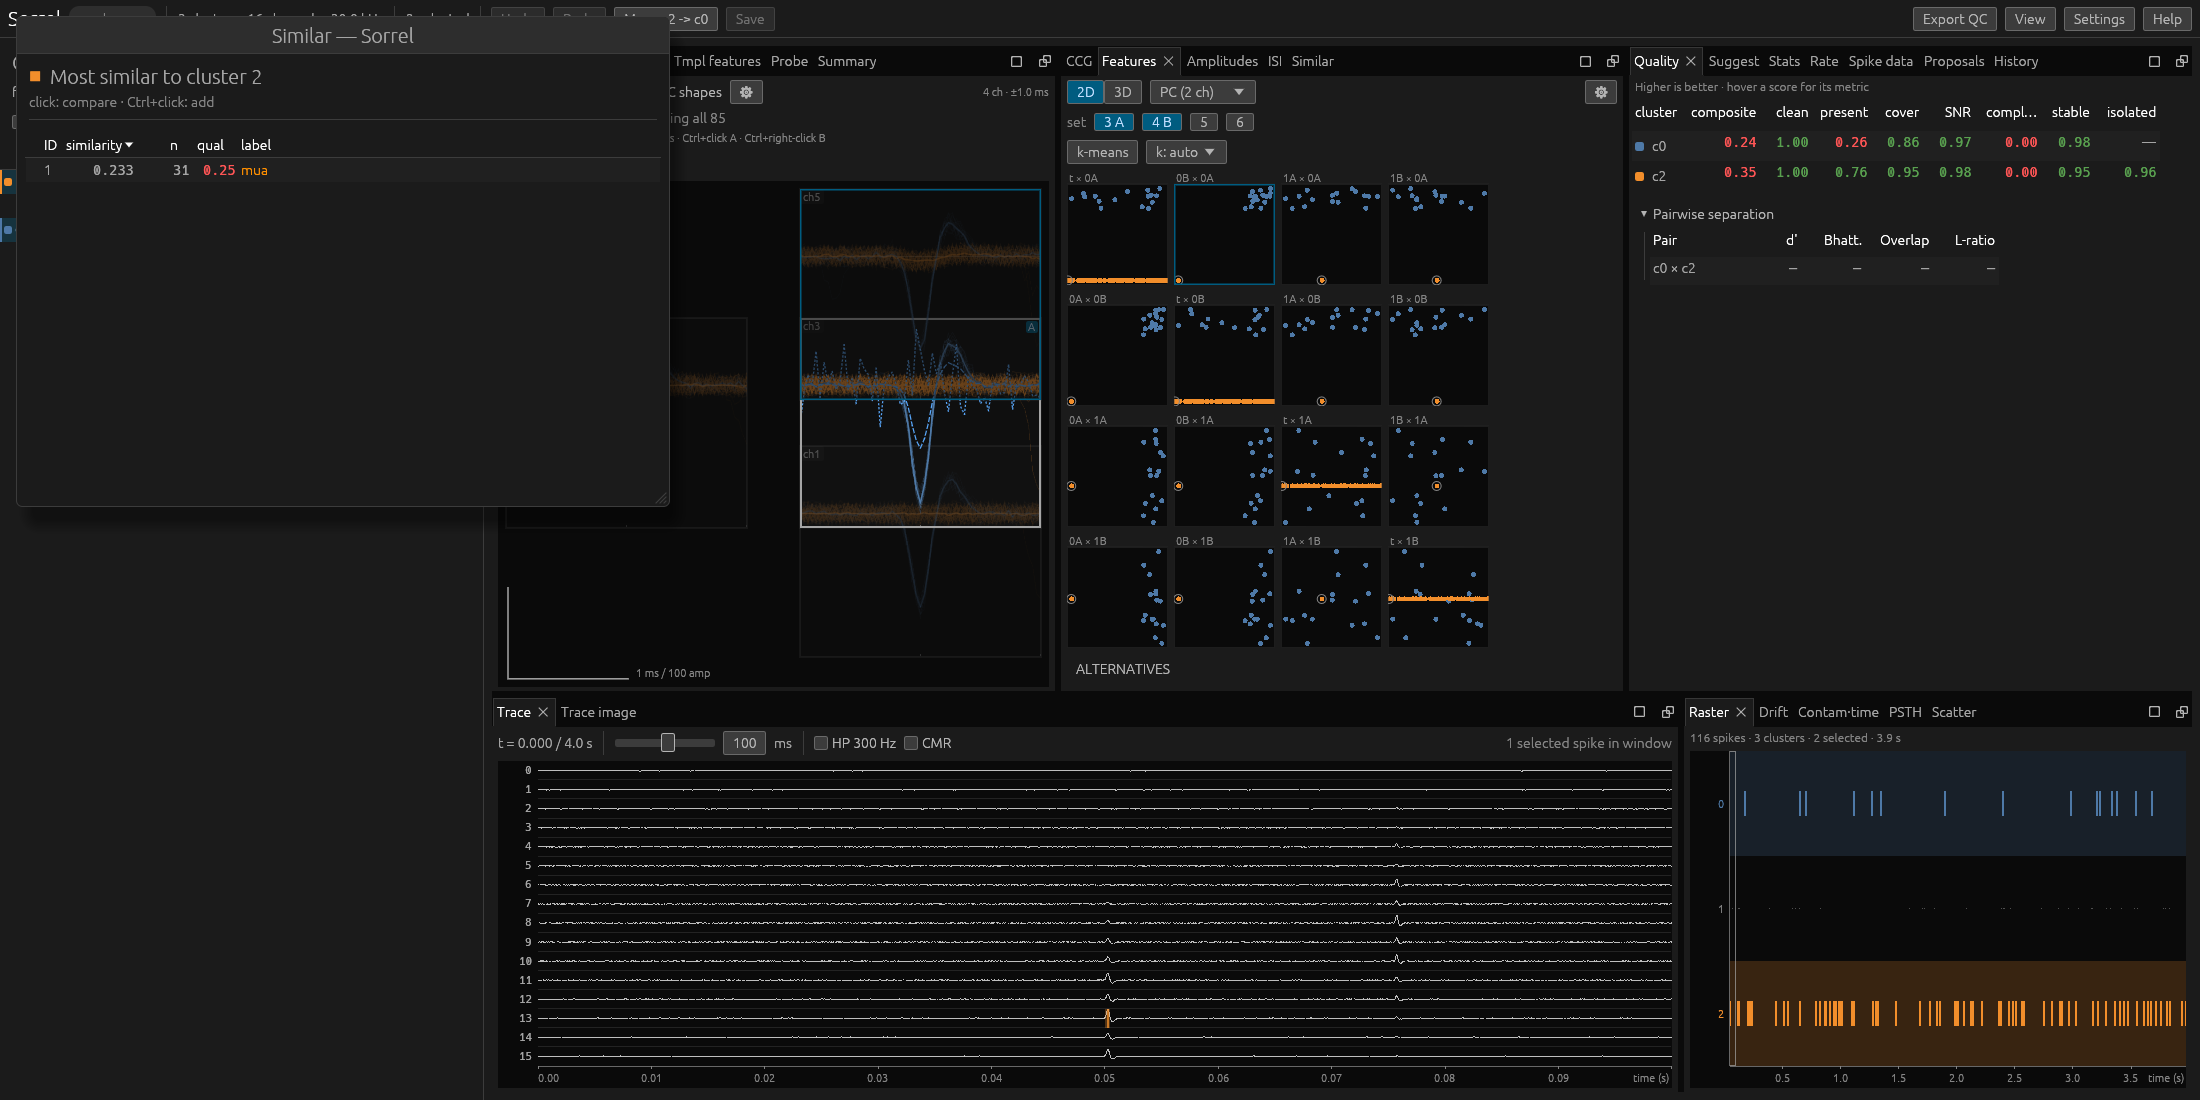 Export QC View Settings Help
2 -> c0 Save
Similar — Sorrel
Most similar to cluster 2
click: compare · Ctrl+click: add
ID similarity▾ n qual label
1 0.233 31 0.25 mua
Tmpl features Probe Summary
C shapes
4 ch · ±1.0 ms
ing all 85
s · Ctrl+click A · Ctrl+right-click B
ch5
ch3 A
ch1
1 ms / 100 amp
CCG Features Amplitudes ISI Similar
2D 3D PC (2 ch)
set 3 A 4 B 5 6
k-means k: auto
t × 0A 0B × 0A 1A × 0A 1B × 0A
0A × 0B t × 0B 1A × 0B 1B × 0B
0A × 1A 0B × 1A t × 1A 1B × 1A
0A × 1B 0B × 1B 1A × 1B t × 1B
ALTERNATIVES
Quality Suggest Stats Rate Spike data Proposals History
Higher is better · hover a score for its metric
cluster composite clean present cover SNR compl... stable isolated
c0 0.24 1.00 0.26 0.86 0.97 0.00 0.98 —
c2 0.35 1.00 0.76 0.95 0.98 0.00 0.95 0.96
▾ Pairwise separation
Pair d' Bhatt. Overlap L-ratio
c0 × c2 – – – –
Trace Trace image
t = 0.000 / 4.0 s 100 ms HP 300 Hz CMR 1 selected spike in window
0
1
2
3
4
5
6
7
8
9
10
11
12
13
14
15
0.00 0.01 0.02 0.03 0.04 0.05 0.06 0.07 0.08 0.09 time (s)
Raster Drift Contam·time PSTH Scatter
116 spikes · 3 clusters · 2 selected · 3.9 s
0
1
2
0.5 1.0 1.5 2.0 2.5 3.0 3.5 time (s)